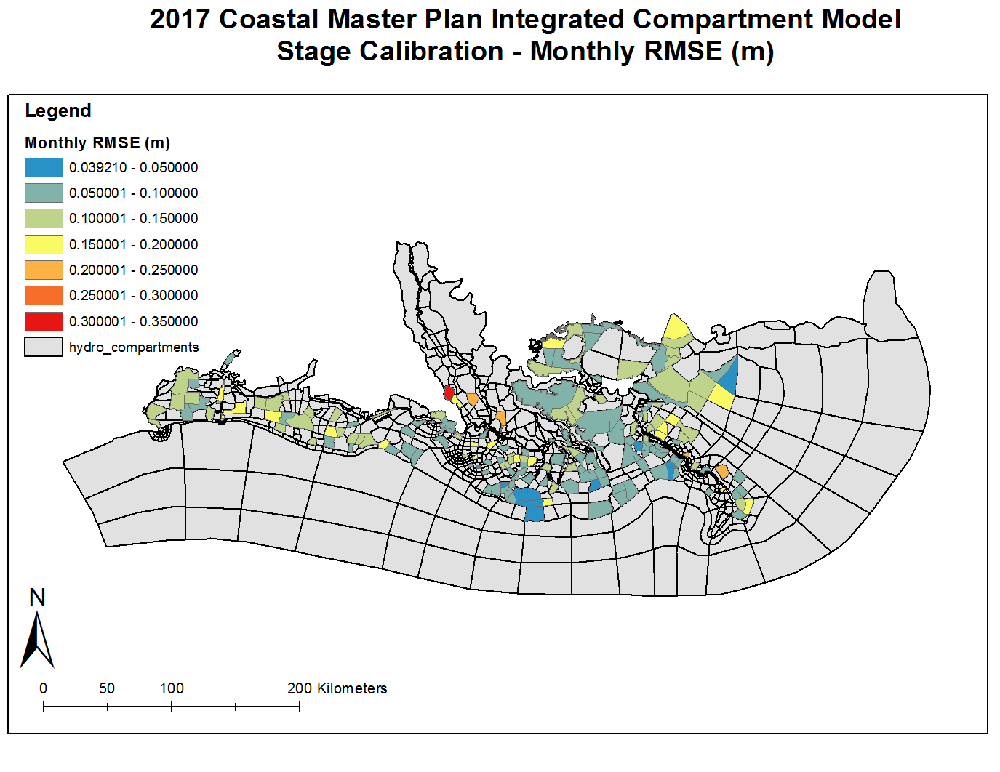 2017 Coastal Master Plan Integrated Compartment Model
Stage Calibration - Monthly RMSE (m)
Legend
Monthly RMSE (m)
0.039210 - 0.050000
0.050001 - 0.100000
0.100001 - 0.150000
0.150001 - 0.200000
0.200001 - 0.250000
0.250001 - 0.300000
0.300001 - 0.350000
hydro_compartments
N
0 50 100 200 Kilometers